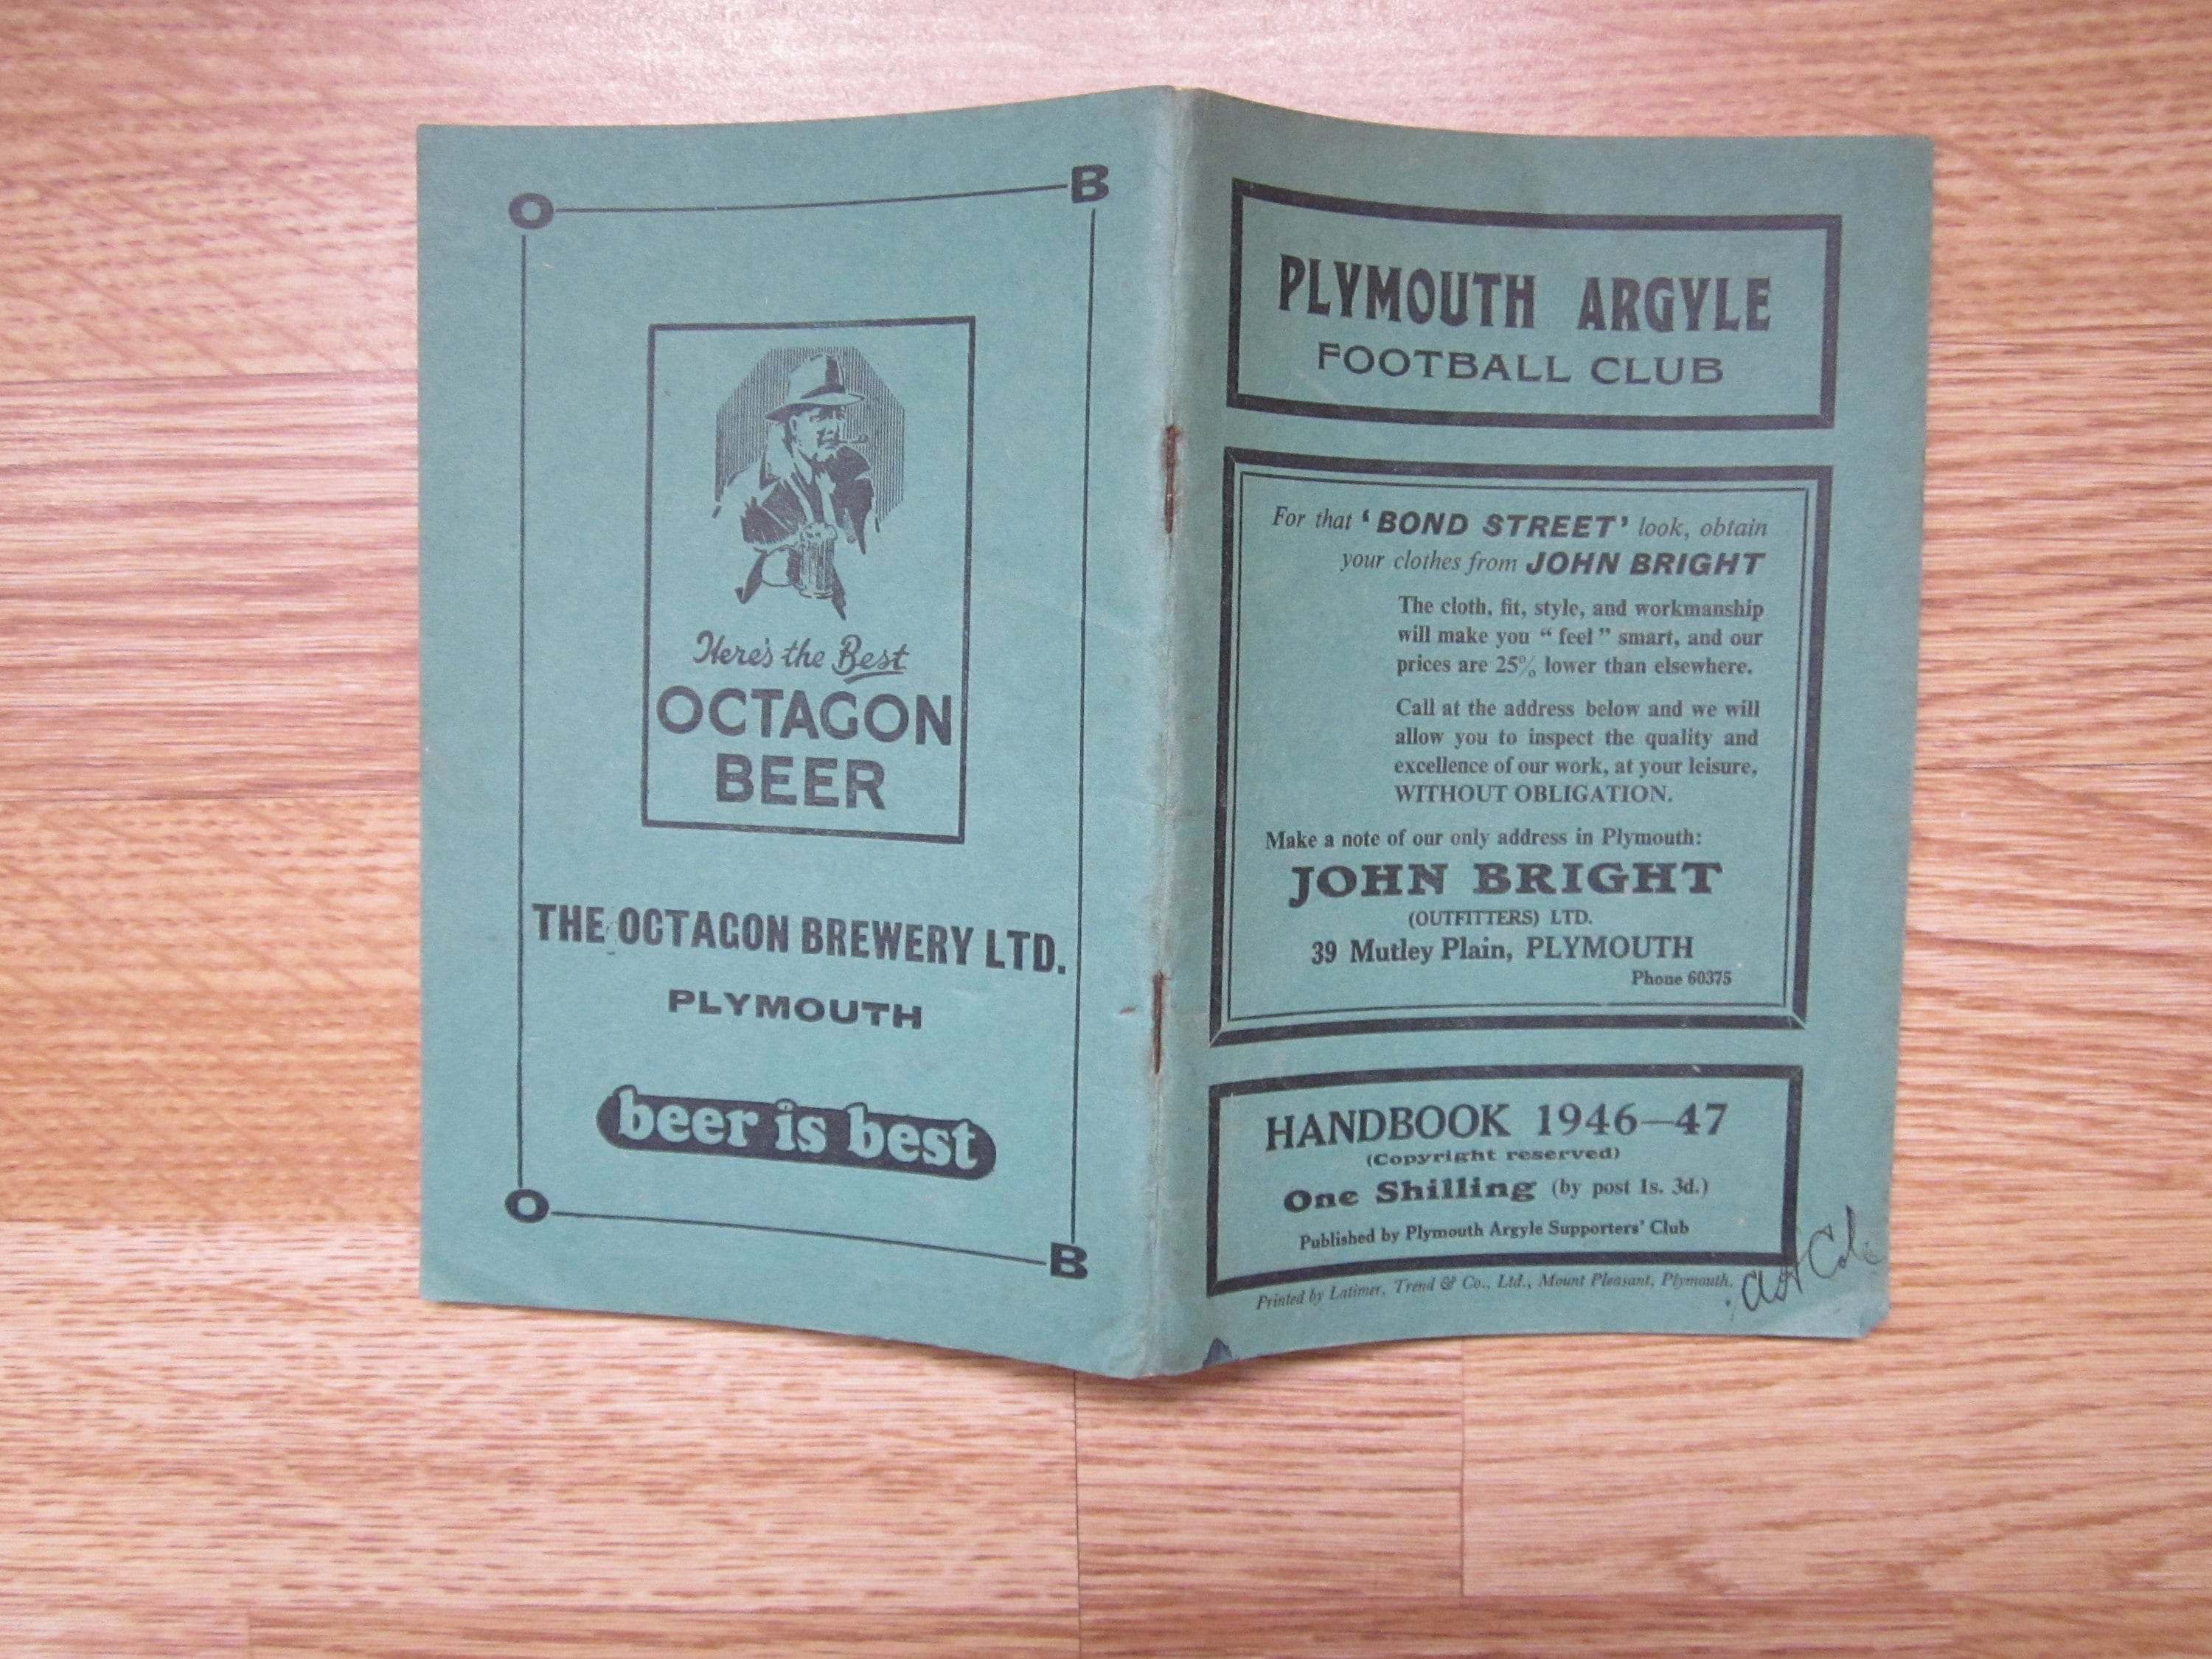 O B
Here's the Best
OCTAGON
BEER
THE OCTAGON BREWERY LTD.
PLYMOUTH
beer is best
O B
PLYMOUTH ARGYLE
FOOTBALL CLUB
For that ‘BOND STREET’ look, obtain
your clothes from JOHN BRIGHT
The cloth, fit, style, and workmanship
will make you “feel” smart, and our
prices are 25% lower than elsewhere.
Call at the address below and we will
allow you to inspect the quality and
excellence of our work, at your leisure,
WITHOUT OBLIGATION.
Make a note of our only address in Plymouth:
JOHN BRIGHT
(OUTFITTERS) LTD.
39 Mutley Plain, PLYMOUTH
Phone 60375
HANDBOOK 1946—47
(Copyright reserved)
One Shilling (by post 1s. 3d.)
Published by Plymouth Argyle Supporters' Club
Printed by Latimer, Trend & Co., Ltd., Mount Pleasant, Plymouth.